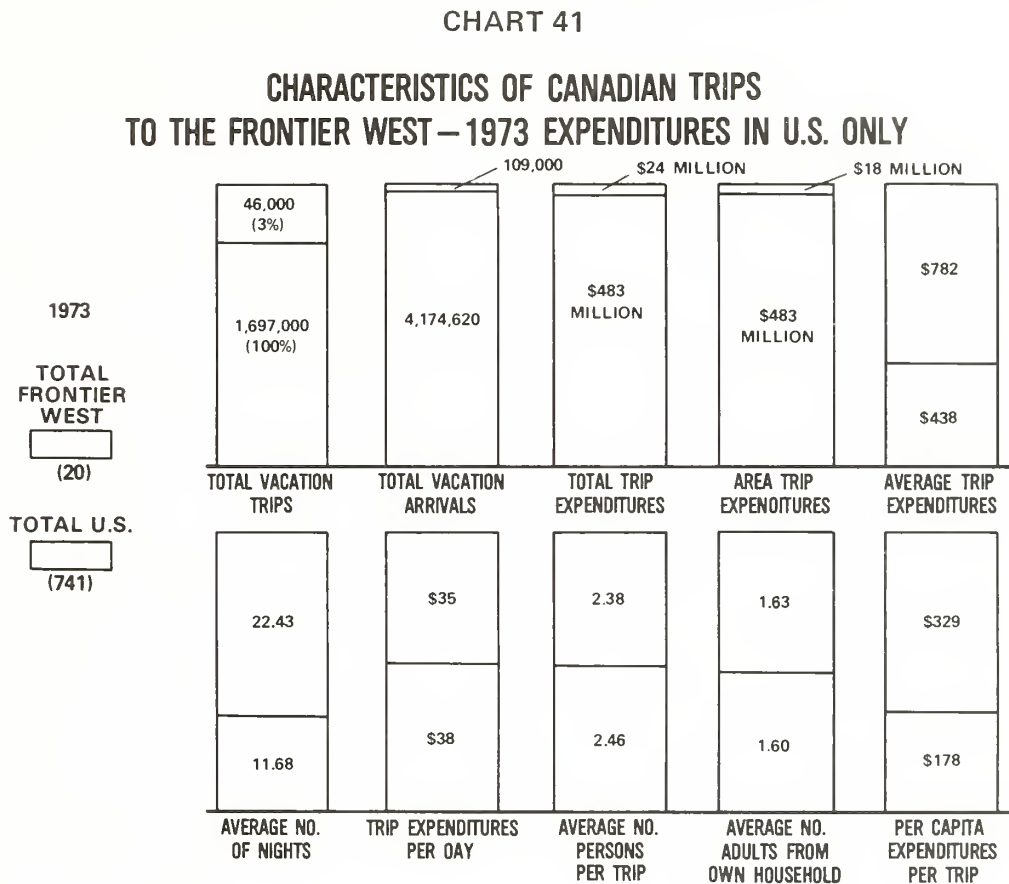 CHART 41
CHARACTERISTICS OF CANADIAN TRIPS
TO THE FRONTIER WEST—1973 EXPENDITURES IN U.S. ONLY
1973
TOTAL
FRONTIER
WEST
(20)
TOTAL U.S.
(741)
46,000
(3%)
1,697,000
(100%)
TOTAL VACATION
TRIPS
109,000
4,174,620
TOTAL VACATION
ARRIVALS
$24 MILLION
$483
MILLION
TOTAL TRIP
EXPENDITURES
$18 MILLION
$483
MILLION
AREA TRIP
EXPENOITURES
$782
$438
AVERAGE TRIP
EXPENDITURES
22.43
11.68
AVERAGE NO.
OF NIGHTS
$35
$38
TRIP EXPENDITURES
PER OAY
2.38
2.46
AVERAGE NO.
PERSONS
PER TRIP
1.63
1.60
AVERAGE NO.
ADULTS FROM
OWN HOUSEHOLD
$329
$178
PER CAPITA
EXPENDITURES
PER TRIP